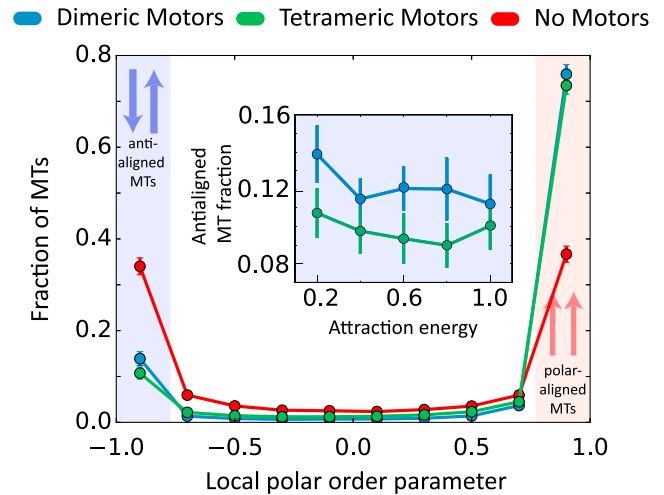 Dimeric Motors Tetrameric Motors No Motors
0.8
0.6
0.4
0.2
0.0
Fraction of MTs
anti-
aligned
MTs
0.16
0.12
0.08
Antialigned
MT fraction
0.2 0.6 1.0
Attraction energy
polar-
aligned
MTs
−1.0 −0.5 0.0 0.5 1.0
Local polar order parameter